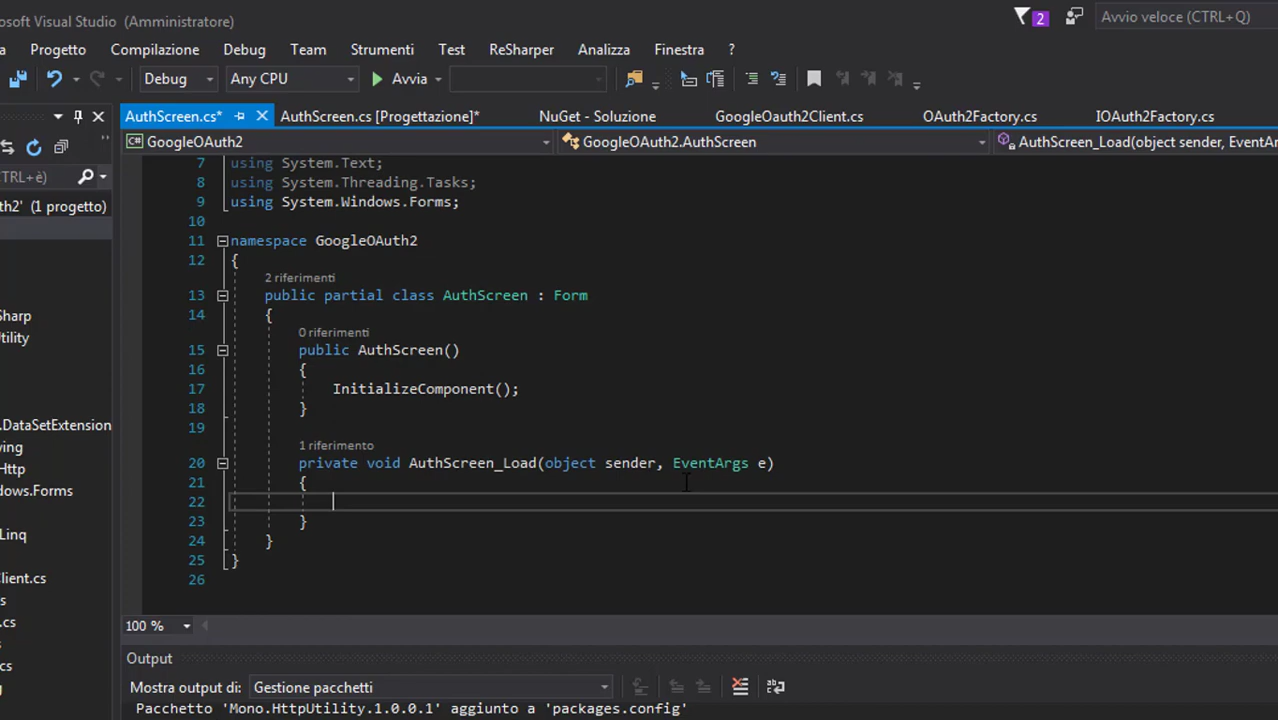 osoft Visual Studio (Amministratore)
2
Avvio veloce (CTRL+Q)
a Progetto Compilazione Debug Team Strumenti Test ReSharper Analizza Finestra ?
Debug Any CPU Avvia
AuthScreen.cs* AuthScreen.cs [Progettazione]* NuGet - Soluzione GoogleOauth2Client.cs OAuth2Factory.cs IOAuth2Factory.cs
GoogleOAuth2 GoogleOAuth2.AuthScreen AuthScreen_Load(object sender, EventAr
CTRL+è)
th2' (1 progetto)
harp
tility
.DataSetExtension
ving
Http
dows.Forms
Linq
lient.cs
s
.cs
s
cs
7 using System.Text;
8 using System.Threading.Tasks;
9 using System.Windows.Forms;
10
11 namespace GoogleOAuth2
12 {
2 riferimenti
13 public partial class AuthScreen : Form
14 {
0 riferimenti
15 public AuthScreen()
16 {
17 InitializeComponent();
18 }
19
1 riferimento
20 private void AuthScreen_Load(object sender, EventArgs e)
21 {
22
23 }
24 }
25 }
26
100 %
Output
Mostra output di: Gestione pacchetti
Pacchetto 'Mono.HttpUtility.1.0.0.1' aggiunto a 'packages.config'